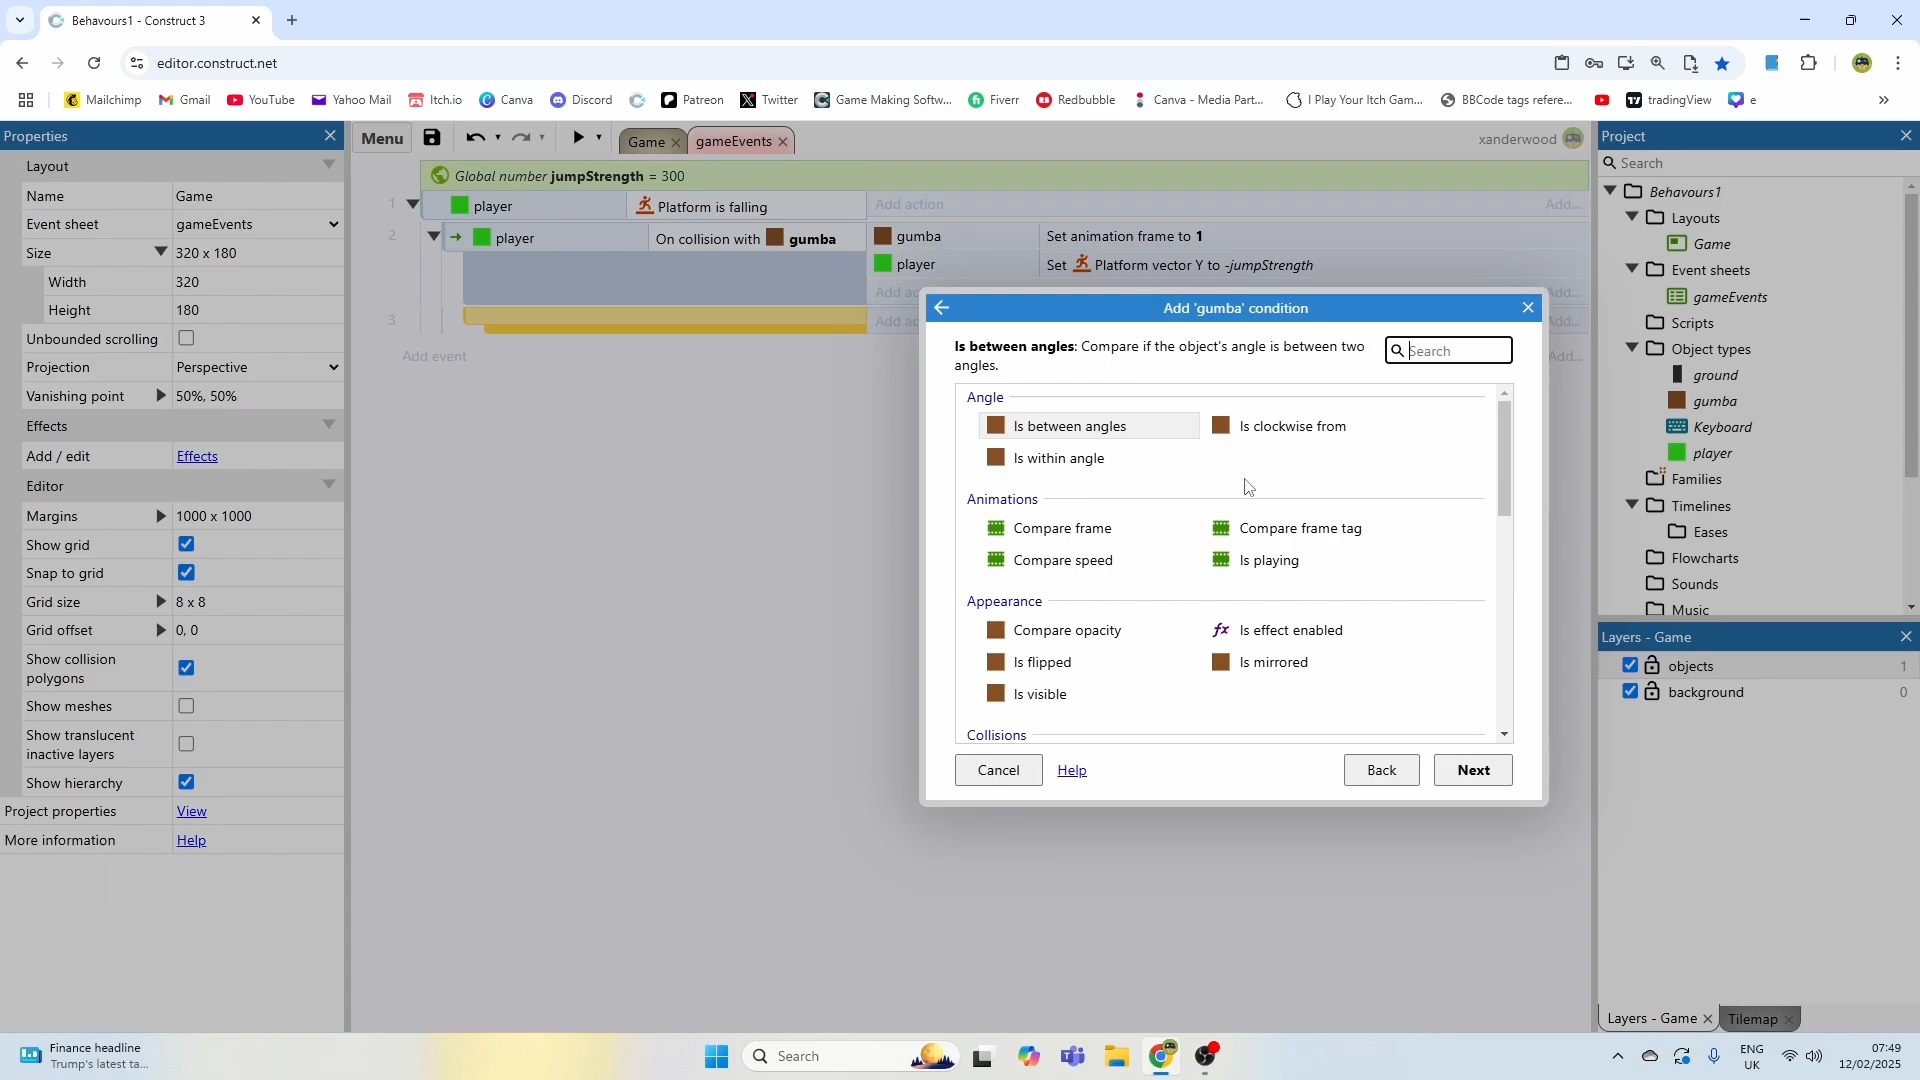 Behavours1 - Construct 3
editor.construct.net
Mailchimp
Gmail
YouTube
Yahoo Mail
Itch.io
Canva
Discord
Patreon
Twitter
Game Making Softw...
Fiverr
Redbubble
Canva - Media Part...
I Play Your Itch Gam...
BBCode tags refere...
tradingView
e
Properties
Menu
Game
gameEvents
xanderwood
Project
Layout
Name
Game
Event sheet
gameEvents
Size
320 x 180
Width
320
Height
180
Unbounded scrolling
Projection
Perspective
Vanishing point
50%, 50%
Effects
Add / edit
Effects
Editor
Margins
1000 x 1000
Show grid
Snap to grid
Grid size
8 x 8
Grid offset
0, 0
Show collision
polygons
Show meshes
Show translucent
inactive layers
Show hierarchy
Project properties
View
More information
Help
Global number jumpStrength = 300
1
player
Platform is falling
Add action
Add...
2
player
On collision with gumba
gumba
Set animation frame to 1
player
Set Platform vector Y to -jumpStrength
3
Add event
Add 'gumba' condition
Is between angles: Compare if the object's angle is between two
angles.
Search
Angle
Is between angles
Is clockwise from
Is within angle
Animations
Compare frame
Compare frame tag
Compare speed
Is playing
Appearance
Compare opacity
Is effect enabled
Is flipped
Is mirrored
Is visible
Collisions
Cancel
Help
Back
Next
Search
Behavours1
Layouts
Game
Event sheets
gameEvents
Scripts
Object types
ground
gumba
Keyboard
player
Families
Timelines
Eases
Flowcharts
Sounds
Music
Layers - Game
objects
1
background
0
Layers - Game
Tilemap
Finance headline
Trump's latest ta...
Search
ENG
UK
07:49
12/02/2025